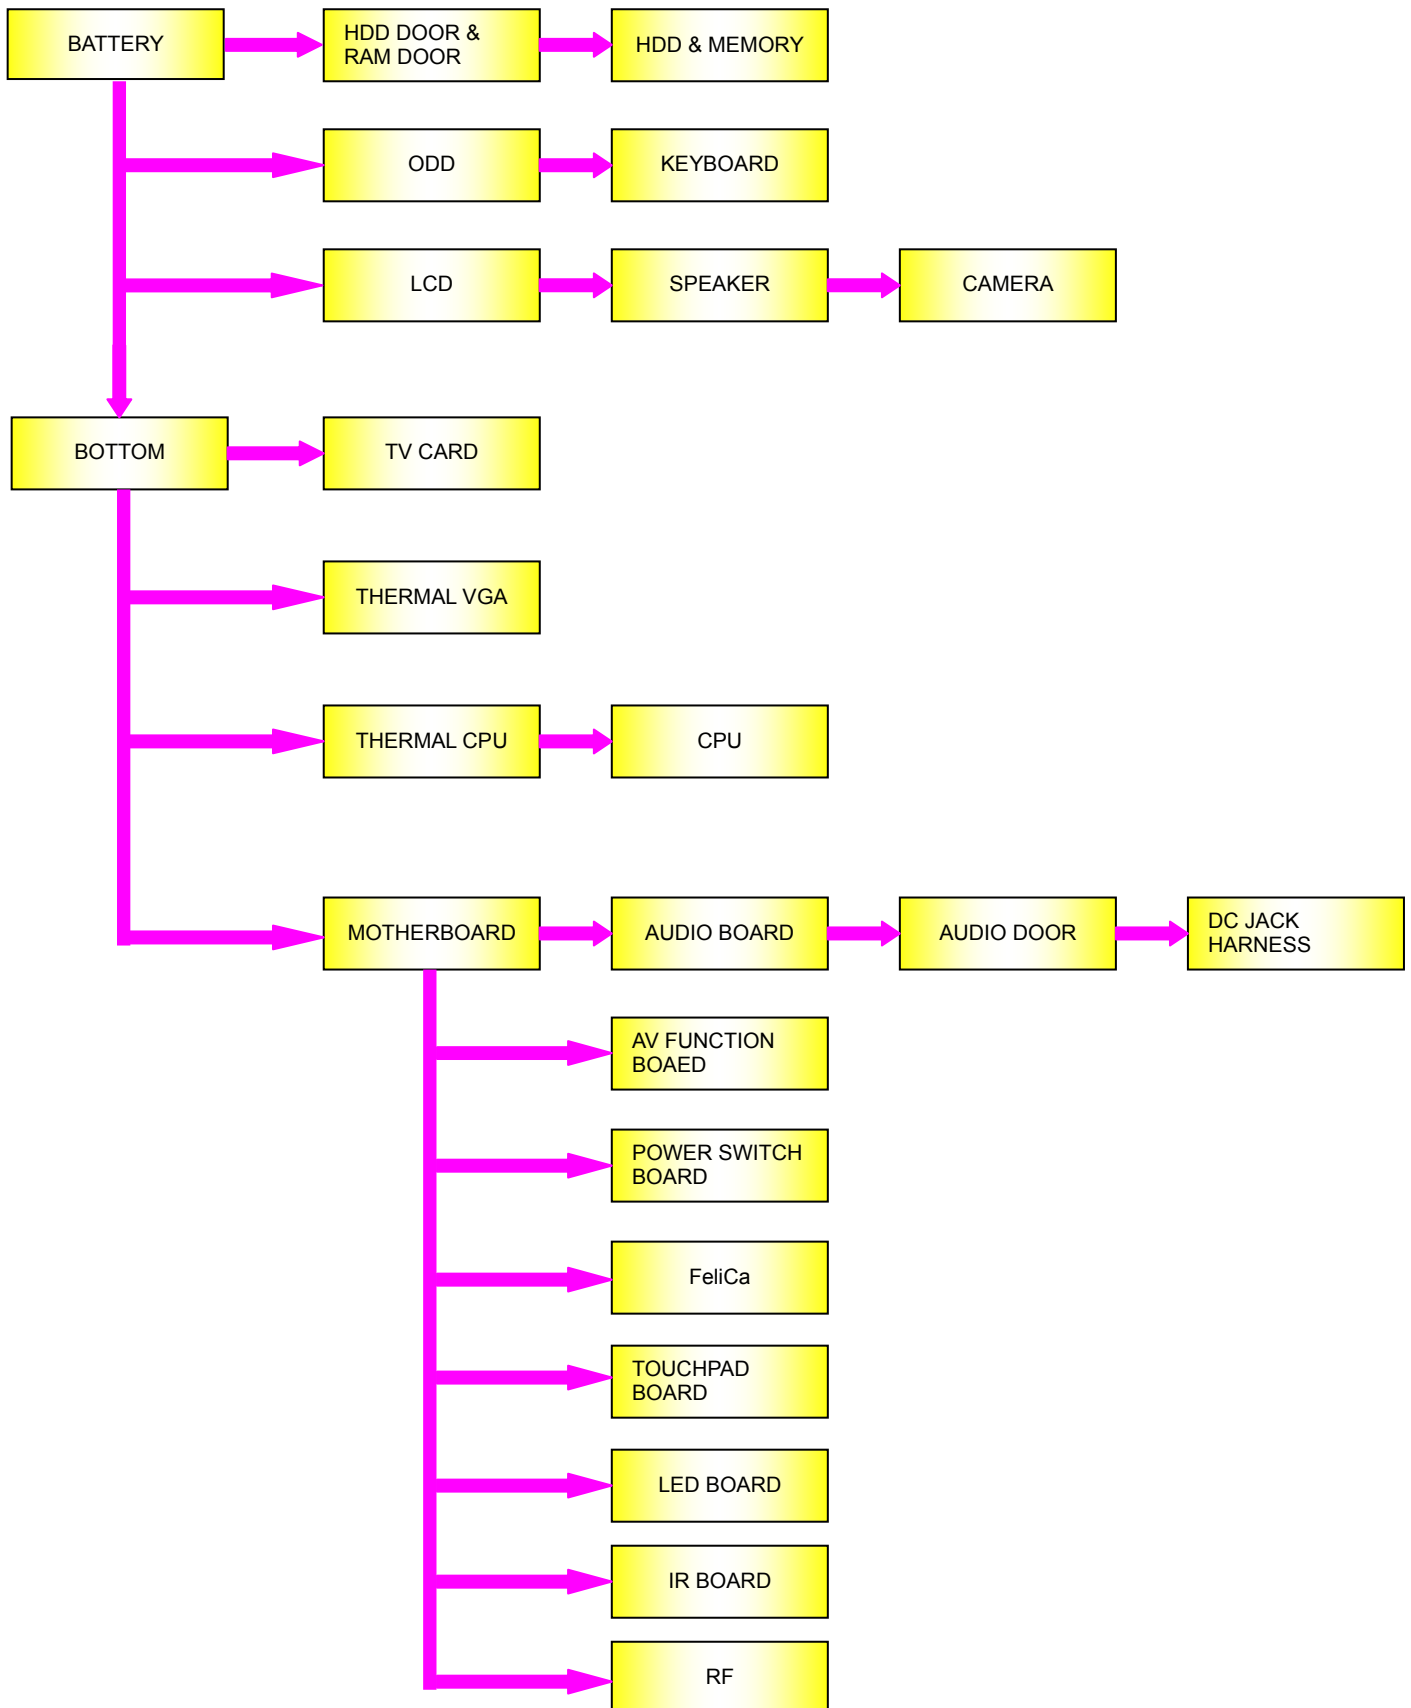 BATTERY
HDD DOOR &
RAM DOOR
HDD & MEMORY
ODD
KEYBOARD
LCD
SPEAKER
CAMERA
BOTTOM
TV CARD
THERMAL VGA
THERMAL CPU
CPU
MOTHERBOARD
AUDIO BOARD
AUDIO DOOR
DC JACK
HARNESS
AV FUNCTION
BOAED
POWER SWITCH
BOARD
FeliCa
TOUCHPAD
BOARD
LED BOARD
IR BOARD
RF